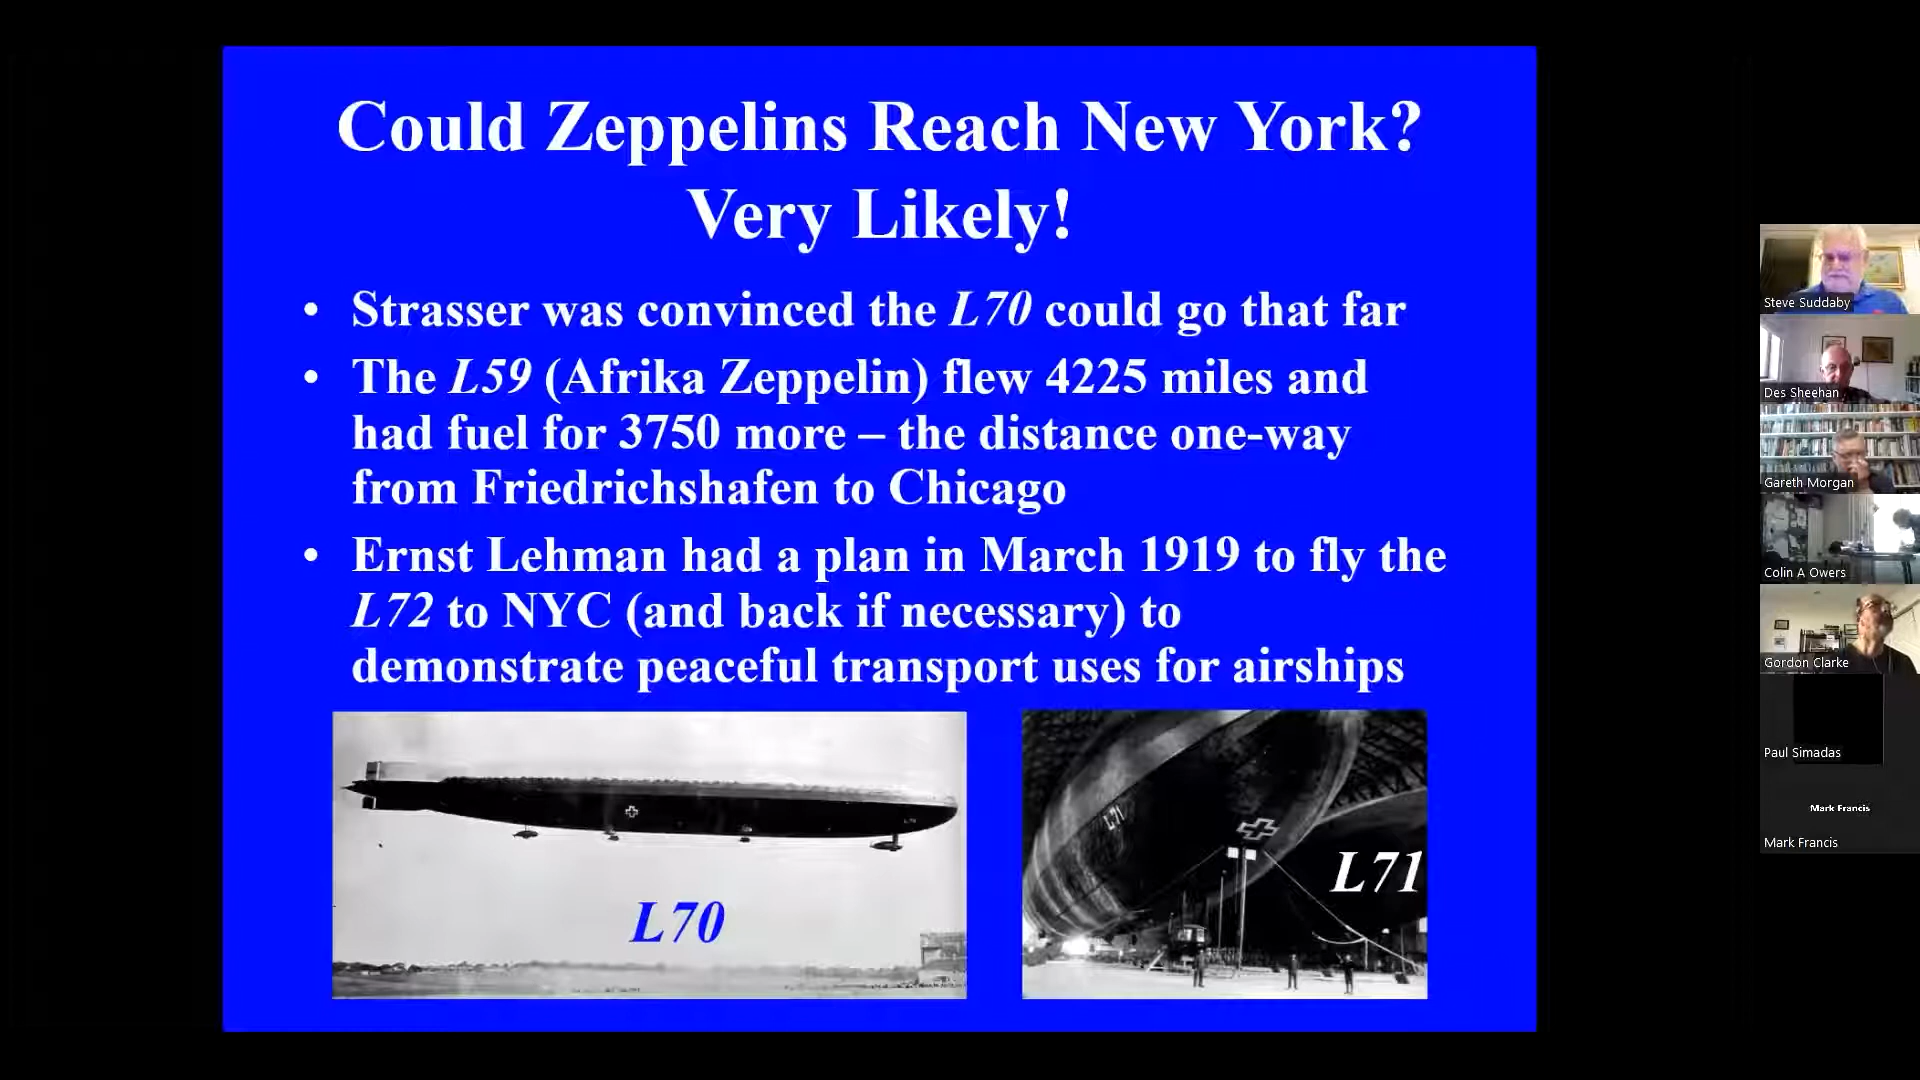 Could Zeppelins Reach New York?
Very Likely!
• Strasser was convinced the L70 could go that far
• The L59 (Afrika Zeppelin) flew 4225 miles and
had fuel for 3750 more – the distance one-way
from Friedrichshafen to Chicago
• Ernst Lehman had a plan in March 1919 to fly the
L72 to NYC (and back if necessary) to
demonstrate peaceful transport uses for airships
L70
L71
L71
Steve Suddaby
Des Sheehan
Gareth Morgan
Colin A Owers
Gordon Clarke
Paul Simadas
Mark Francis
Mark Francis